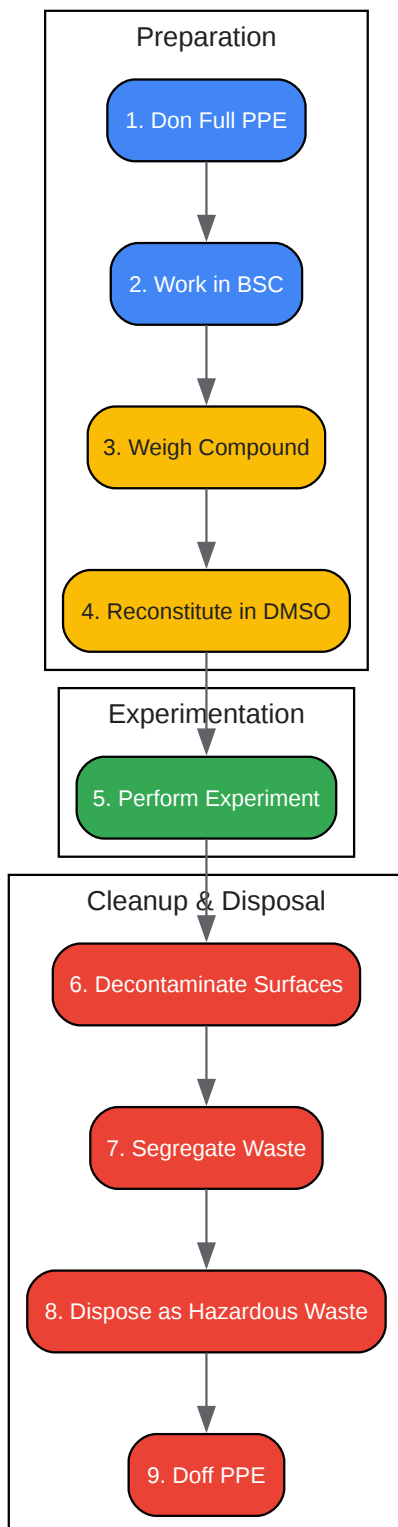 Preparation
1. Don Full PPE
2. Work in BSC
3. Weigh Compound
4. Reconstitute in DMSO
Experimentation
5. Perform Experiment
Cleanup & Disposal
6. Decontaminate Surfaces
7. Segregate Waste
8. Dispose as Hazardous Waste
9. Doff PPE